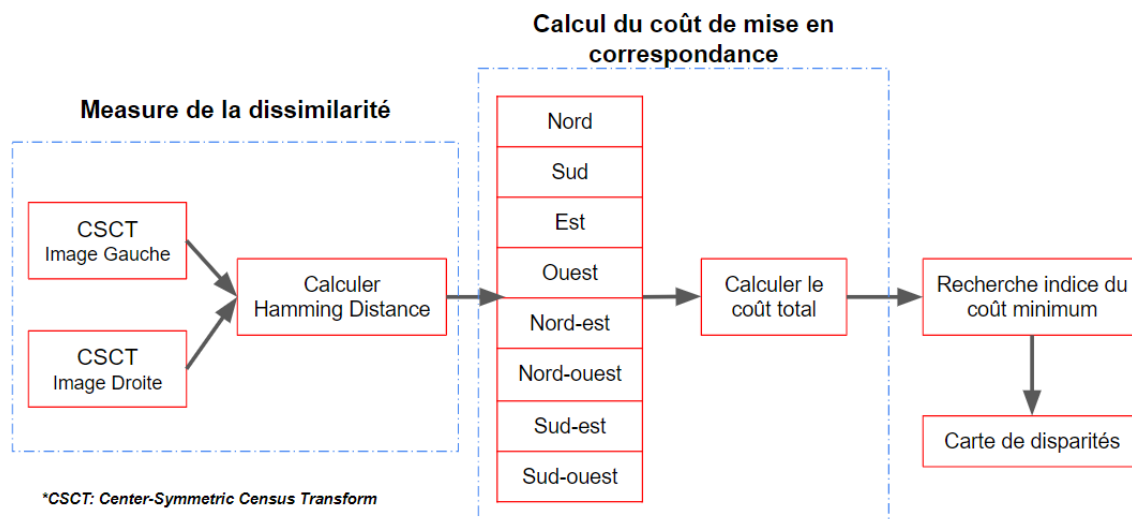 Calcul du coût de mise en
correspondance
Measure de la dissimilarité
CSCT
Image Gauche
CSCT
Image Droite
Calculer
Hamming Distance
Nord
Sud
Est
Ouest
Nord-est
Nord-ouest
Sud-est
Sud-ouest
Calculer le
coût total
Recherche indice du
coût minimum
Carte de disparités
*CSCT: Center-Symmetric Census Transform